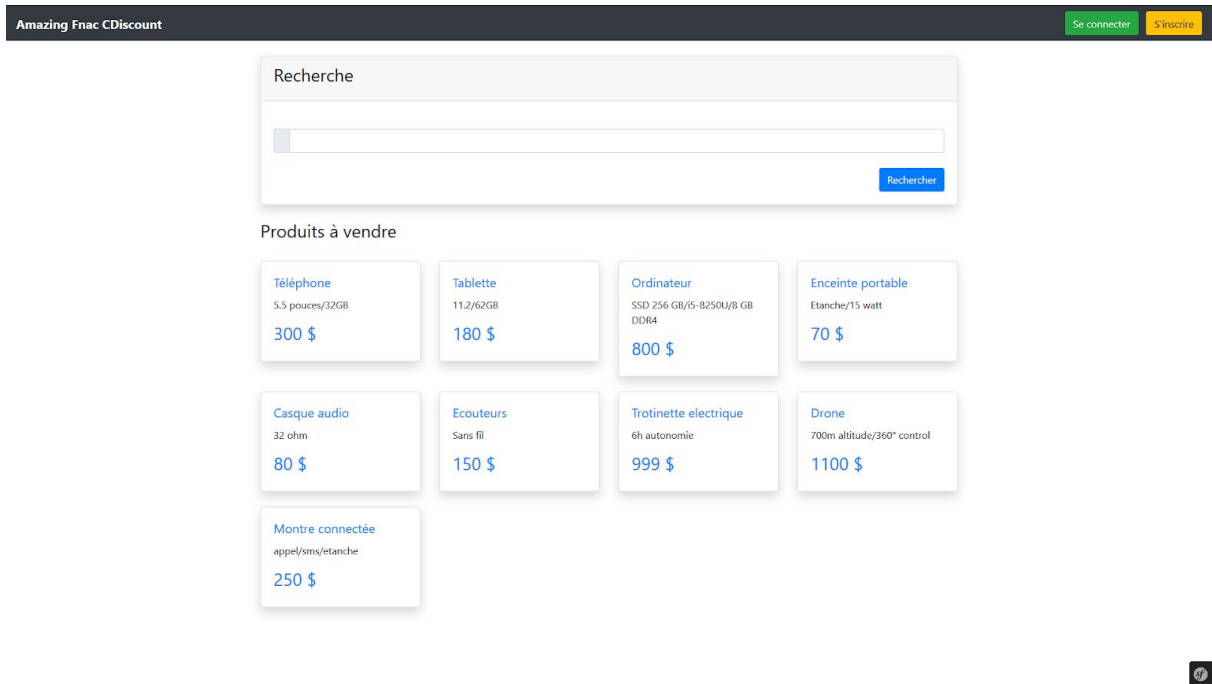 Amazing Fnac CDiscount
Se connecter
S'inscrire
Recherche
Rechercher
Produits à vendre
Téléphone
5.5 pouces/32GB
300 $
Tablette
11.2/62GB
180 $
Ordinateur
SSD 256 GB/i5-8250U/8 GB
DDR4
800 $
Enceinte portable
Etanche/15 watt
70 $
Casque audio
32 ohm
80 $
Ecouteurs
Sans fil
150 $
Trotinette electrique
6h autonomie
999 $
Drone
700m altitude/360° control
1100 $
Montre connectée
appel/sms/etanche
250 $
sf